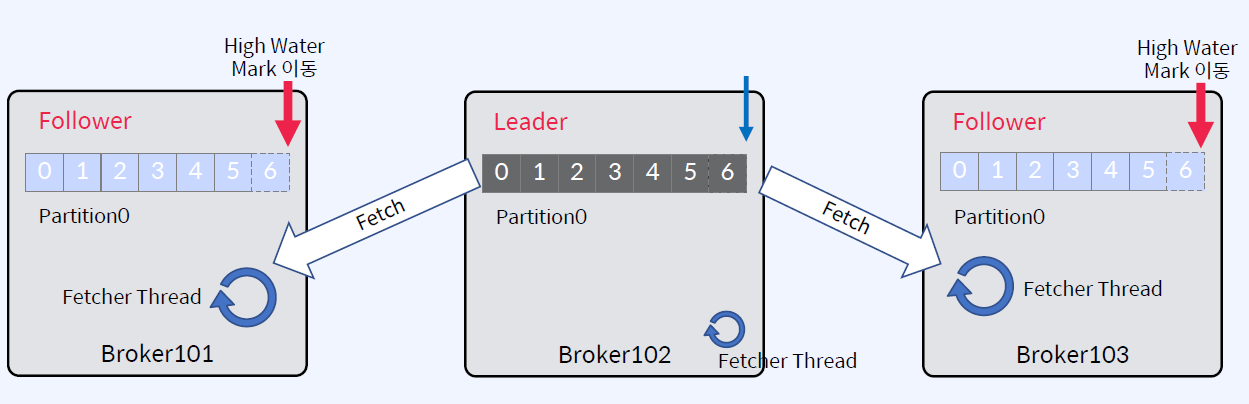 High Water
Mark 이동
Follower
0 1 2 3 4 5 6
Partition0
Fetcher Thread
Broker101
Fetch
Leader
0 1 2 3 4 5 6
Partition0
Fetcher Thread
Broker102
Fetch
High Water
Mark 이동
Follower
0 1 2 3 4 5 6
Partition0
Fetcher Thread
Broker103